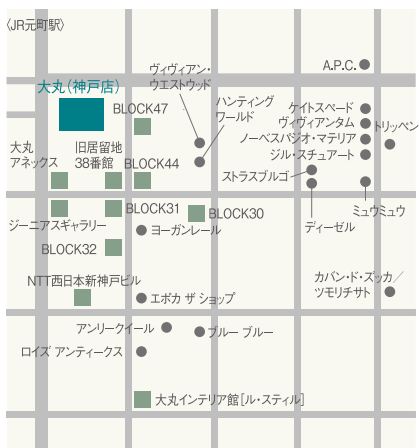 〈JR元町駅〉
ヴィヴィアン・
ウエストウッド
A.P.C.
大丸(神戸店)
ハンティング
ワールド
ケイトスペード
BLOCK47
ヴィヴィアンタム
トリッペン
ノーベスパジオ・マテリア
大丸
アネックス
旧居留地
38番館
BLOCK44
ジル・スチュアート
ストラスブルゴ
BLOCK31
BLOCK30
ミュウミュウ
ジーニアスギャラリー
ディーゼル
ヨーガンレール
BLOCK32
NTT西日本新神戸ビル
カバン・ド・ズッカ/
ツモリチサト
エポカ ザ ショップ
アンリークイール
ブルー ブルー
ロイズ アンティークス
大丸インテリア館[ル・スティル]